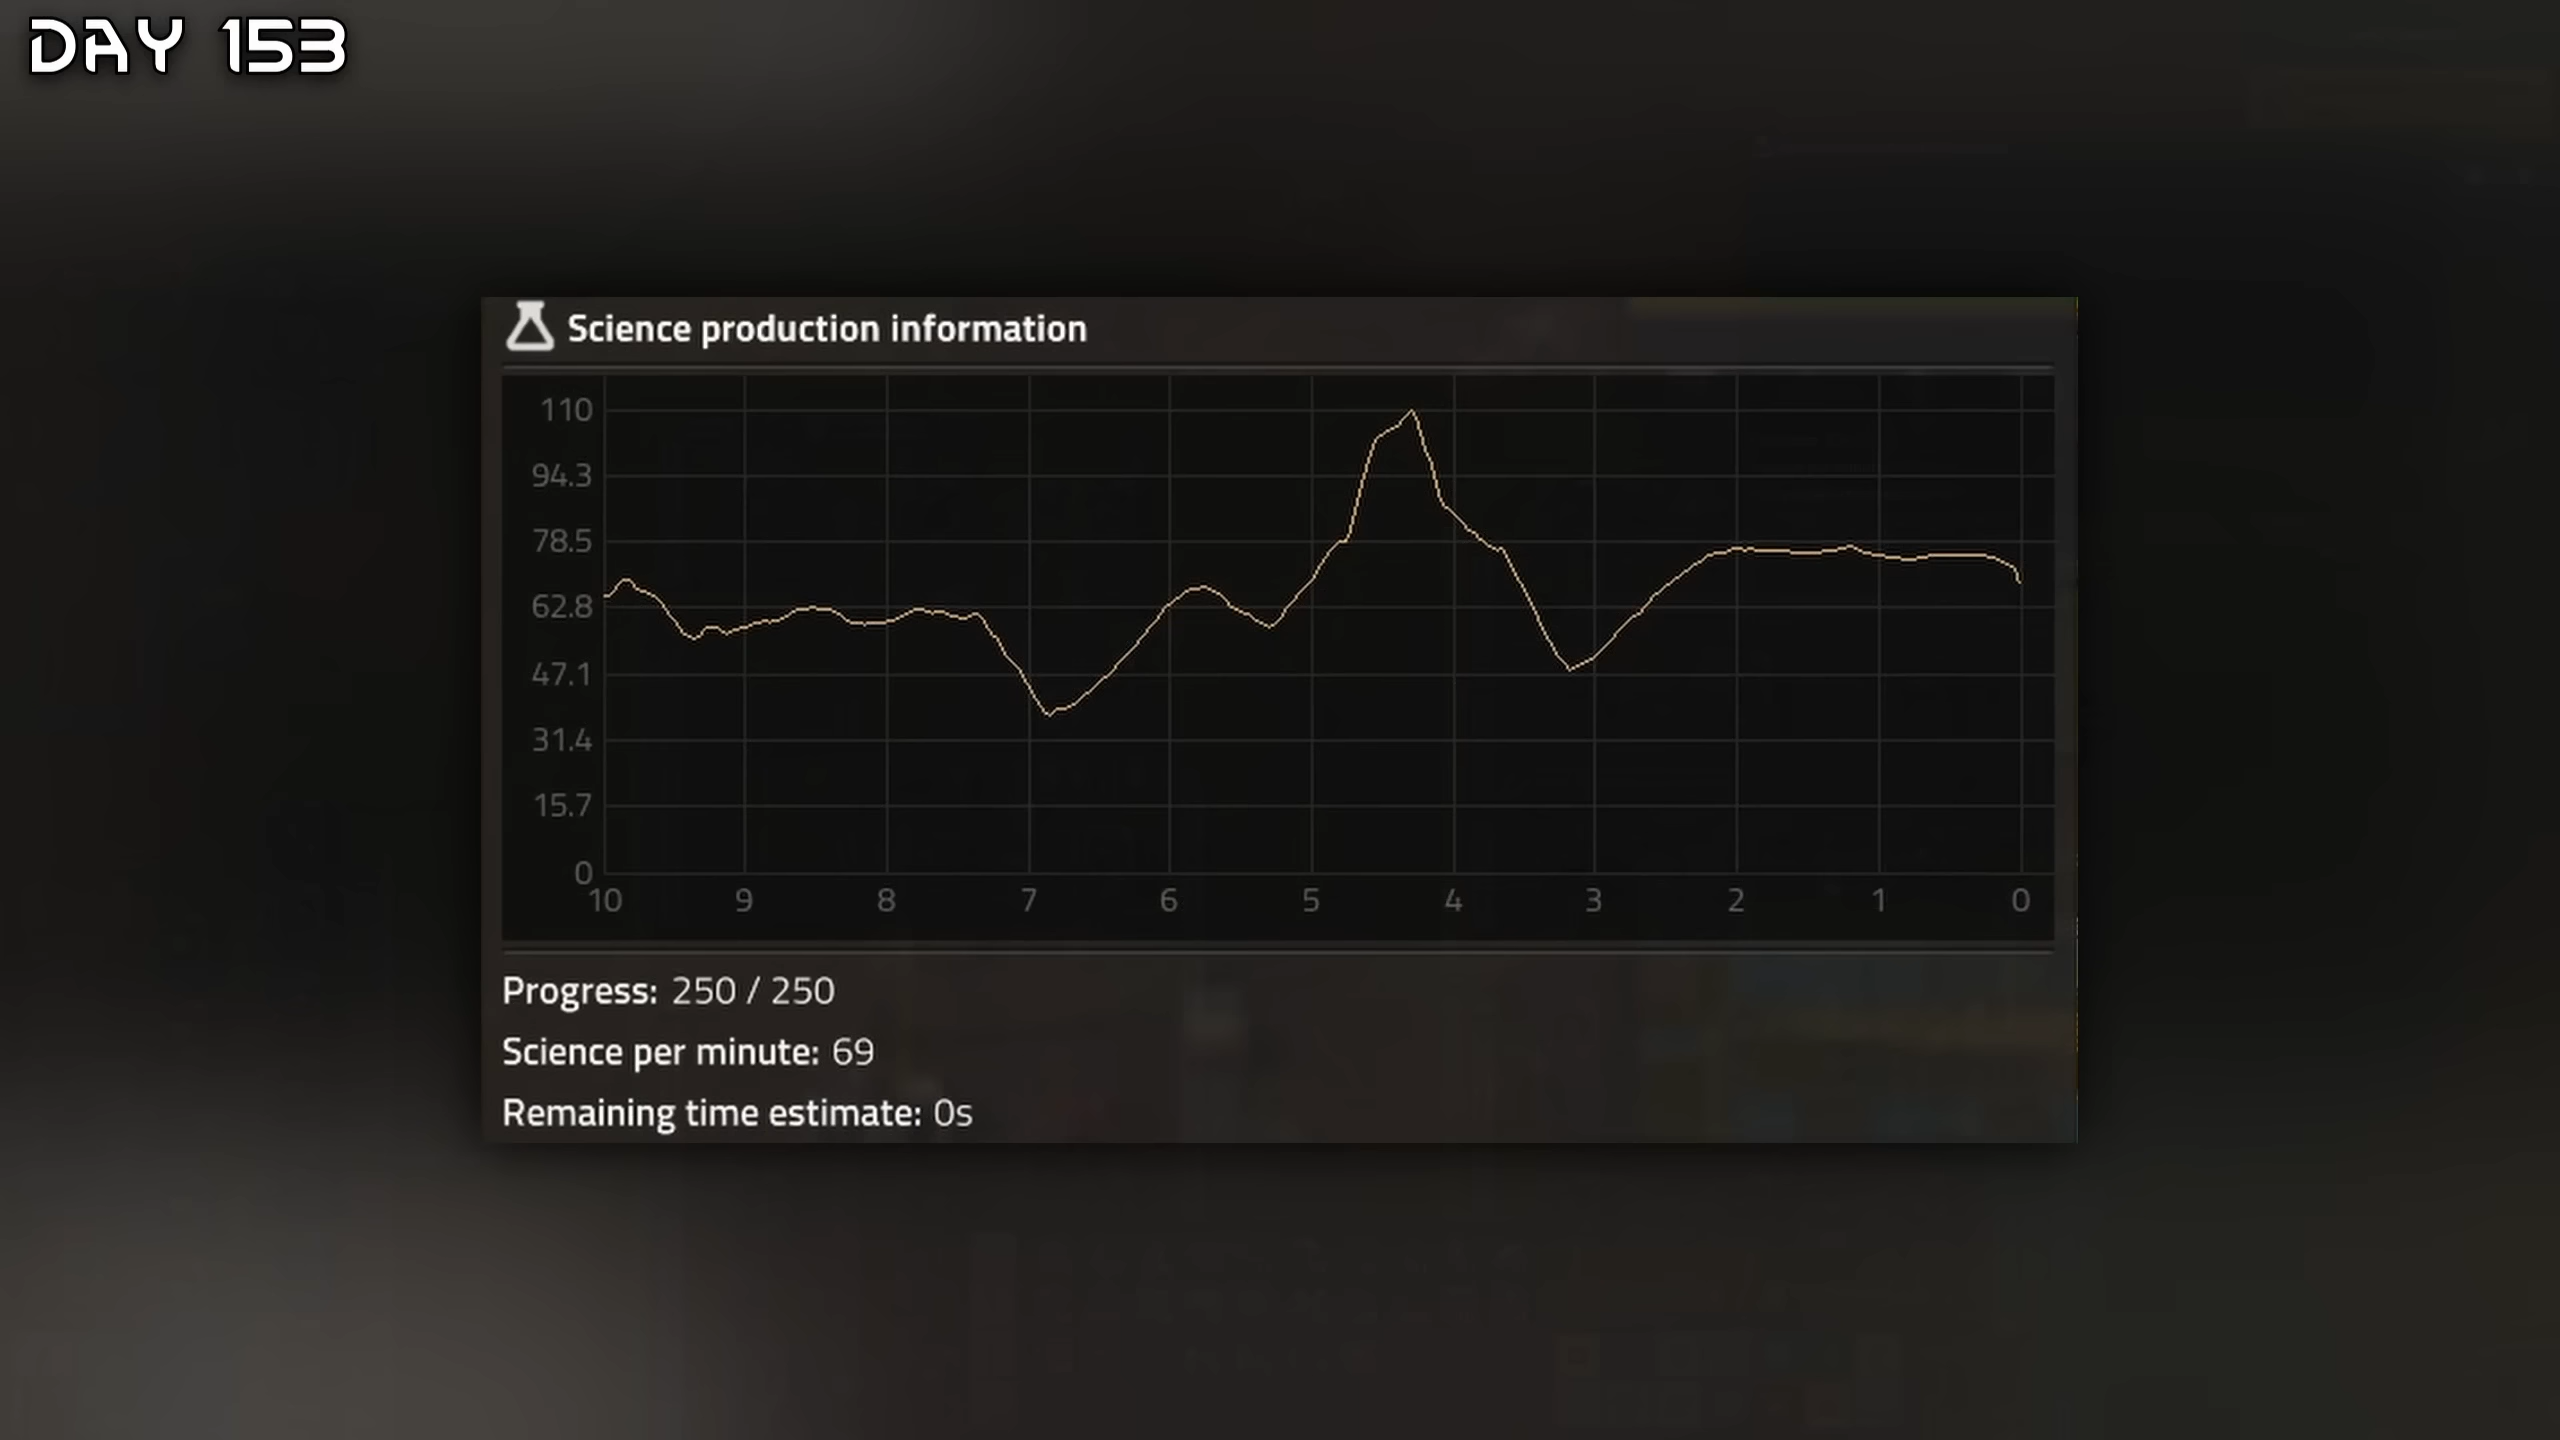 DAY 153
Science production information
110
94.3
78.5
62.8
47.1
31.4
15.7
0
10 9 8 7 6 5 4 3 2 1 0
Progress: 250 / 250
Science per minute: 69
Remaining time estimate: 0s